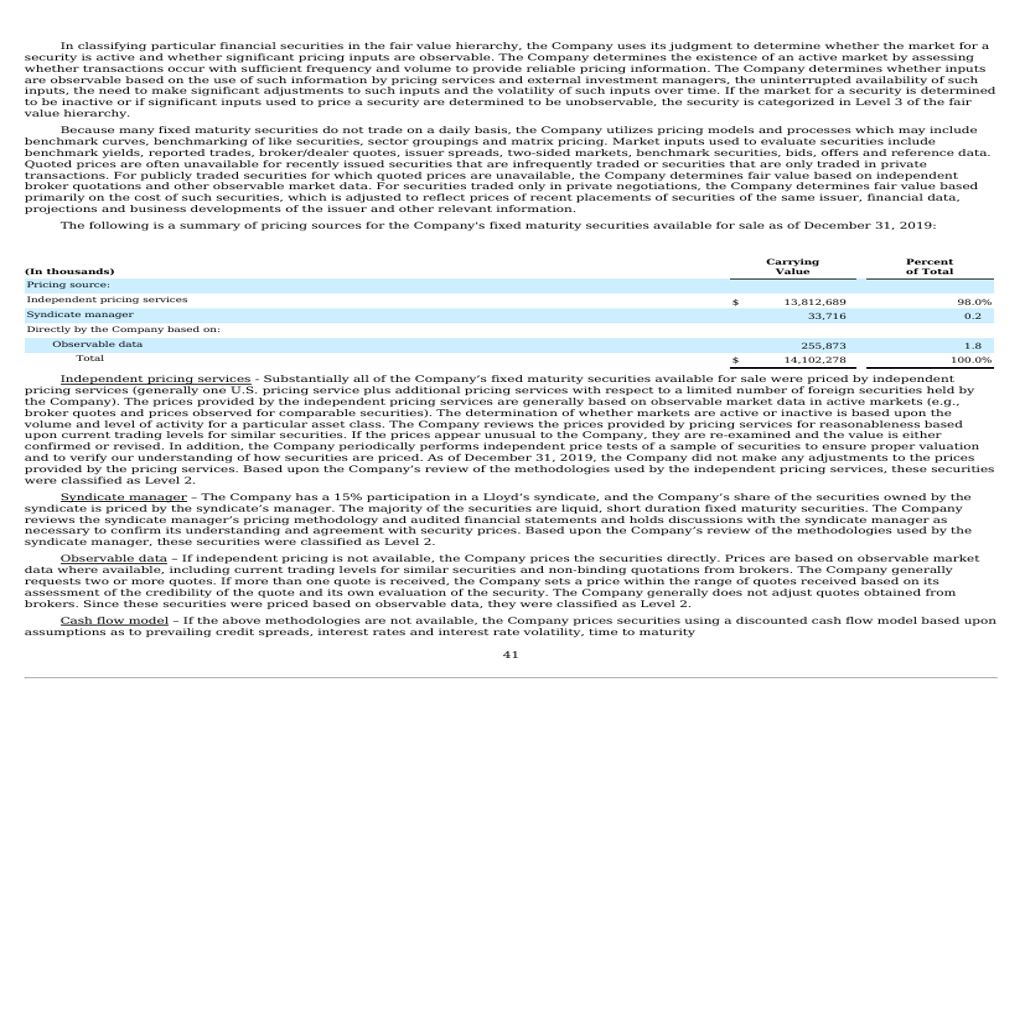 In classifying particular financial securities in the fair value hierarchy, the Company uses its judgment to determine whether the market for a
security is active and whether significant pricing inputs are observable. The Company determines the existence of an active market by assessing
whether transactions occur with sufficient frequency and volume to provide reliable pricing information. The Company determines whether inputs
are observable based on the use of such information by pricing services and external investment managers, the uninterrupted availability of such
inputs, the need to make significant adjustments to such inputs and the volatility of such inputs over time. If the market for a security is determined
to be inactive or if significant inputs used to price a security are determined to be unobservable, the security is categorized in Level 3 of the fair
value hierarchy.
Because many fixed maturity securities do not trade on a daily basis, the Company utilizes pricing models and processes which may include
benchmark curves, benchmarking of like securities, sector groupings and matrix pricing. Market inputs used to evaluate securities include
benchmark yields, reported trades, broker/dealer quotes, issuer spreads, two-sided markets, benchmark securities, bids, offers and reference data.
Quoted prices are often unavailable for recently issued securities that are infrequently traded or securities that are only traded in private
transactions. For publicly traded securities for which quoted prices are unavailable, the Company determines fair value based on independent
broker quotations and other observable market data. For securities traded only in private negotiations, the Company determines fair value based
primarily on the cost of such securities, which is adjusted to reflect prices of recent placements of securities of the same issuer, financial data,
projections and business developments of the issuer and other relevant information.
The following is a summary of pricing sources for the Company's fixed maturity securities available for sale as of December 31, 2019:
(In thousands) Carrying Value Percent of Total
Pricing source:
Independent pricing services $ 13,812,689 98.0%
Syndicate manager 33,716 0.2
Directly by the Company based on:
Observable data 255,873 1.8
Total $ 14,102,278 100.0%
Independent pricing services - Substantially all of the Company’s fixed maturity securities available for sale were priced by independent
pricing services (generally one U.S. pricing service plus additional pricing services with respect to a limited number of foreign securities held by
the Company). The prices provided by the independent pricing services are generally based on observable market data in active markets (e.g.,
broker quotes and prices observed for comparable securities). The determination of whether markets are active or inactive is based upon the
volume and level of activity for a particular asset class. The Company reviews the prices provided by pricing services for reasonableness based
upon current trading levels for similar securities. If the prices appear unusual to the Company, they are re-examined and the value is either
confirmed or revised. In addition, the Company periodically performs independent price tests of a sample of securities to ensure proper valuation
and to verify our understanding of how securities are priced. As of December 31, 2019, the Company did not make any adjustments to the prices
provided by the pricing services. Based upon the Company’s review of the methodologies used by the independent pricing services, these securities
were classified as Level 2.
Syndicate manager – The Company has a 15% participation in a Lloyd’s syndicate, and the Company’s share of the securities owned by the
syndicate is priced by the syndicate’s manager. The majority of the securities are liquid, short duration fixed maturity securities. The Company
reviews the syndicate manager’s pricing methodology and audited financial statements and holds discussions with the syndicate manager as
necessary to confirm its understanding and agreement with security prices. Based upon the Company’s review of the methodologies used by the
syndicate manager, these securities were classified as Level 2.
Observable data – If independent pricing is not available, the Company prices the securities directly. Prices are based on observable market
data where available, including current trading levels for similar securities and non-binding quotations from brokers. The Company generally
requests two or more quotes. If more than one quote is received, the Company sets a price within the range of quotes received based on its
assessment of the credibility of the quote and its own evaluation of the security. The Company generally does not adjust quotes obtained from
brokers. Since these securities were priced based on observable data, they were classified as Level 2.
Cash flow model – If the above methodologies are not available, the Company prices securities using a discounted cash flow model based upon
assumptions as to prevailing credit spreads, interest rates and interest rate volatility, time to maturity
41